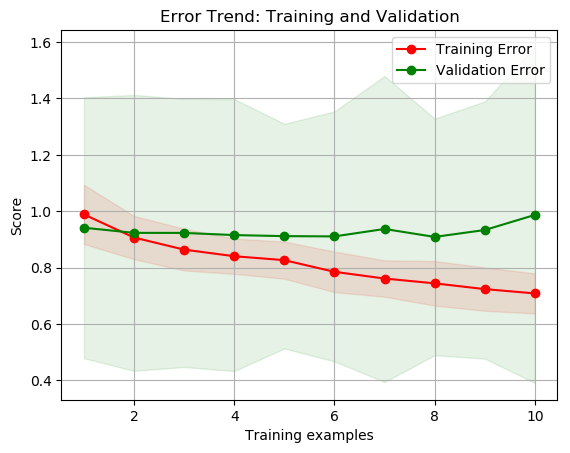 Error Trend: Training and Validation
Training Error
Validation Error
Score
1.6
1.4
1.2
1.0
0.8
0.6
0.4
2 4 6 8 10
Training examples